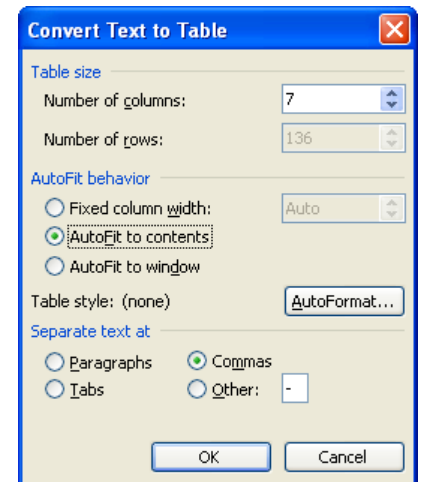 Convert Text to Table
Table size
Number of columns: 7
Number of rows: 136
AutoFit behavior
Fixed column width: Auto
AutoFit to contents
AutoFit to window
Table style: (none) AutoFormat...
Separate text at
Paragraphs Commas
Tabs Other: -
OK Cancel